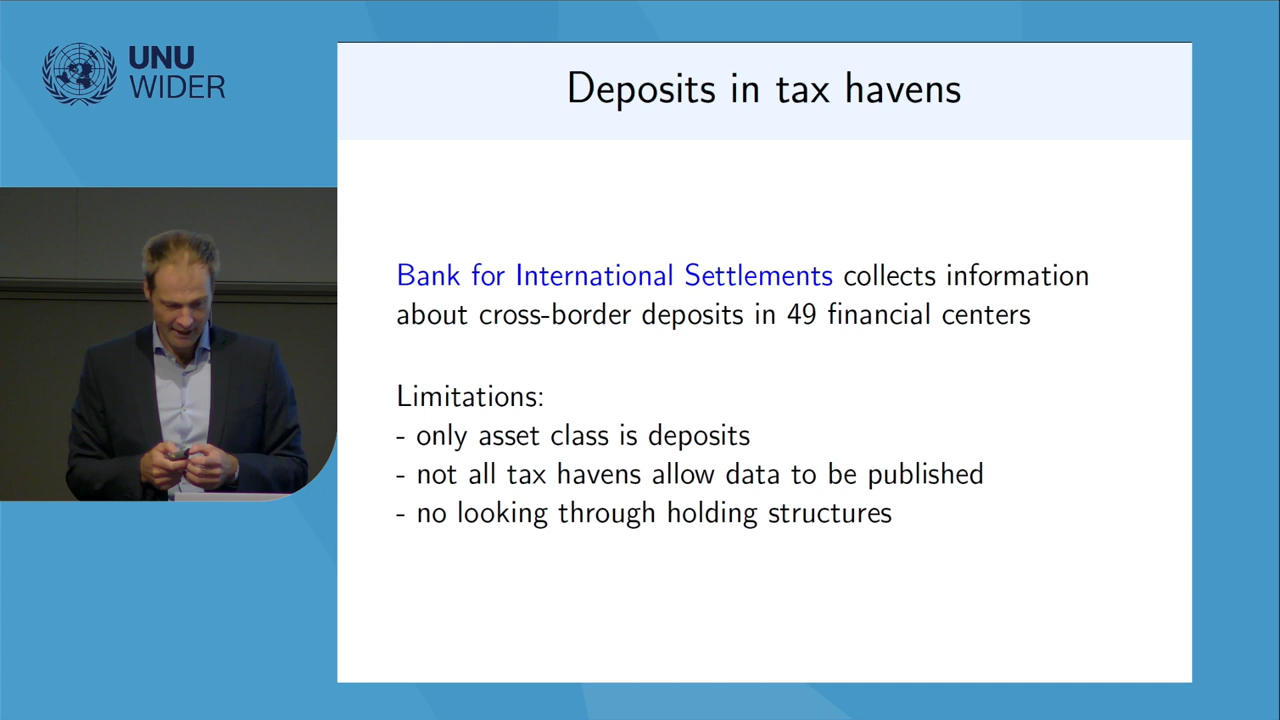 UNU
WIDER
Deposits in tax havens
Bank for International Settlements collects information
about cross-border deposits in 49 financial centers
Limitations:
- only asset class is deposits
- not all tax havens allow data to be published
- no looking through holding structures